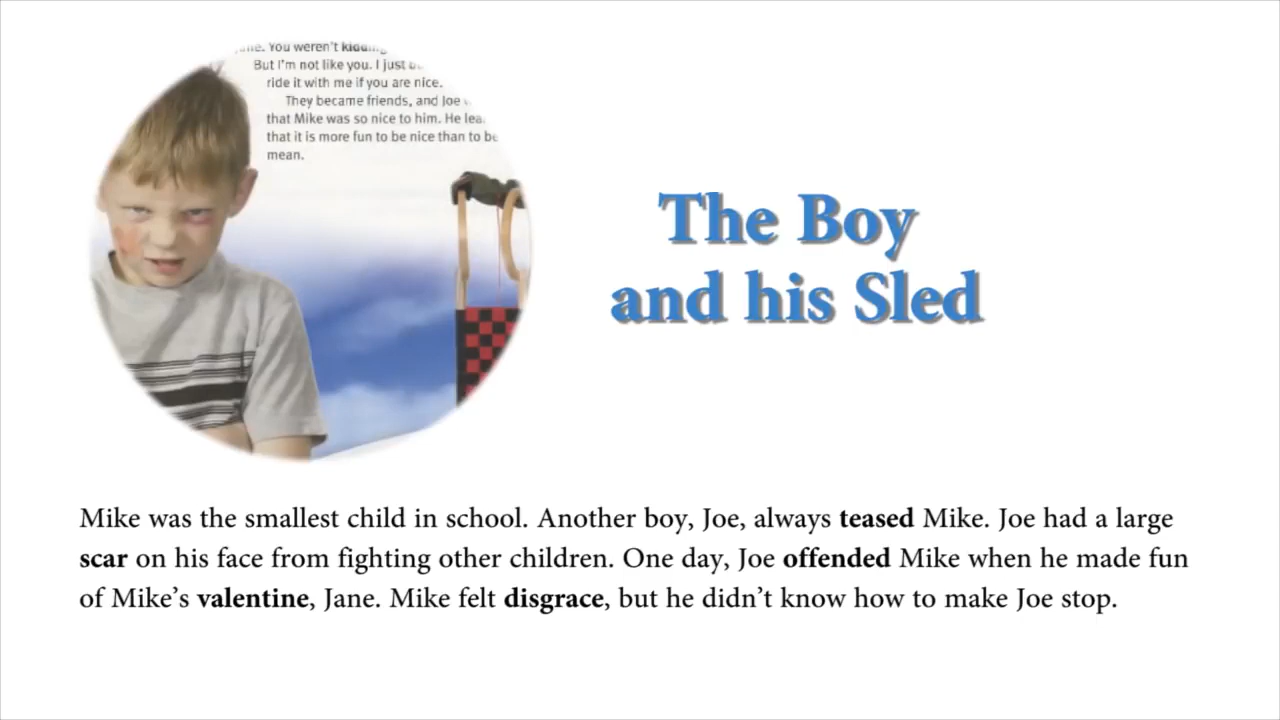 You weren't
But I'm not like you. I just
ride it with me if you are nice.
They became friends, and Joe
that Mike was so nice to him. He
that it is more fun to be nice than to be
mean.
The Boy
and his Sled
Mike was the smallest child in school. Another boy, Joe, always teased Mike. Joe had a large
scar on his face from fighting other children. One day, Joe offended Mike when he made fun
of Mike’s valentine, Jane. Mike felt disgrace, but he didn’t know how to make Joe stop.